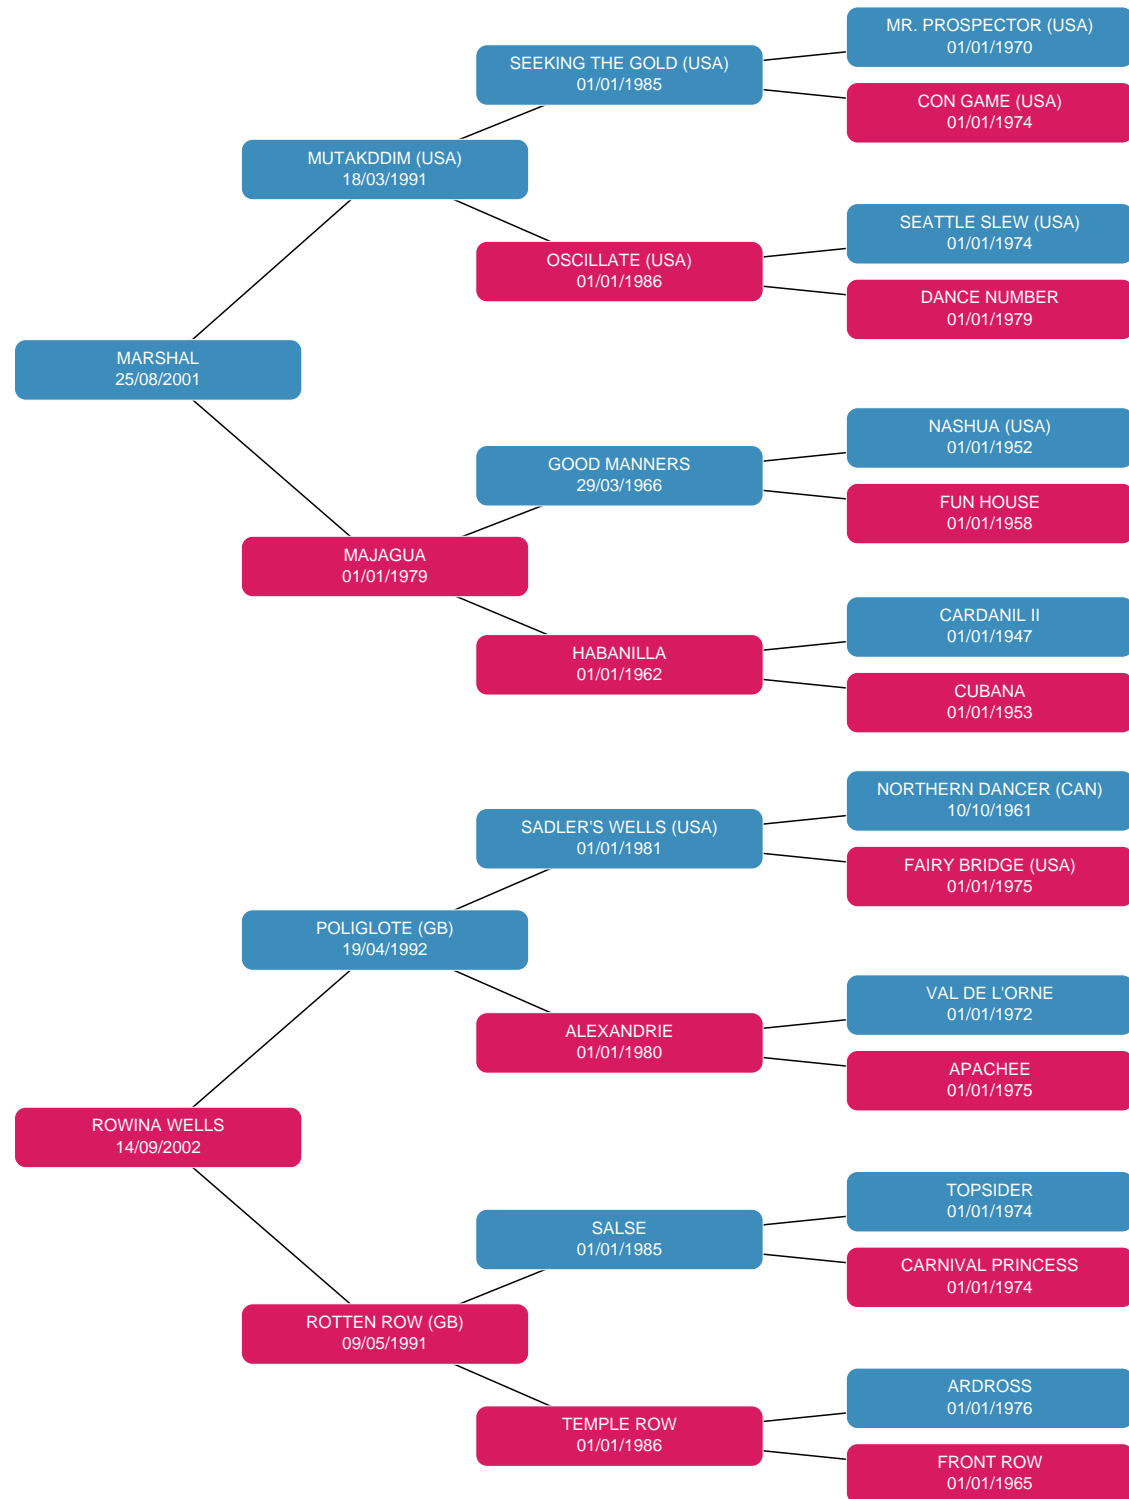 MR. PROSPECTOR (USA)
01/01/1970
SEEKING THE GOLD (USA)
01/01/1985
CON GAME (USA)
01/01/1974
MUTAKDDIM (USA)
18/03/1991
SEATTLE SLEW (USA)
01/01/1974
OSCILLATE (USA)
01/01/1986
DANCE NUMBER
01/01/1979
MARSHAL
25/08/2001
NASHUA (USA)
01/01/1952
GOOD MANNERS
29/03/1966
FUN HOUSE
01/01/1958
MAJAGUA
01/01/1979
CARDANIL II
01/01/1947
HABANILLA
01/01/1962
CUBANA
01/01/1953
NORTHERN DANCER (CAN)
10/10/1961
SADLER'S WELLS (USA)
01/01/1981
FAIRY BRIDGE (USA)
01/01/1975
POLIGLOTE (GB)
19/04/1992
VAL DE L'ORNE
01/01/1972
ALEXANDRIE
01/01/1980
APACHEE
01/01/1975
ROWINA WELLS
14/09/2002
TOPSIDER
01/01/1974
SALSE
01/01/1985
CARNIVAL PRINCESS
01/01/1974
ROTTEN ROW (GB)
09/05/1991
ARDROSS
01/01/1976
TEMPLE ROW
01/01/1986
FRONT ROW
01/01/1965